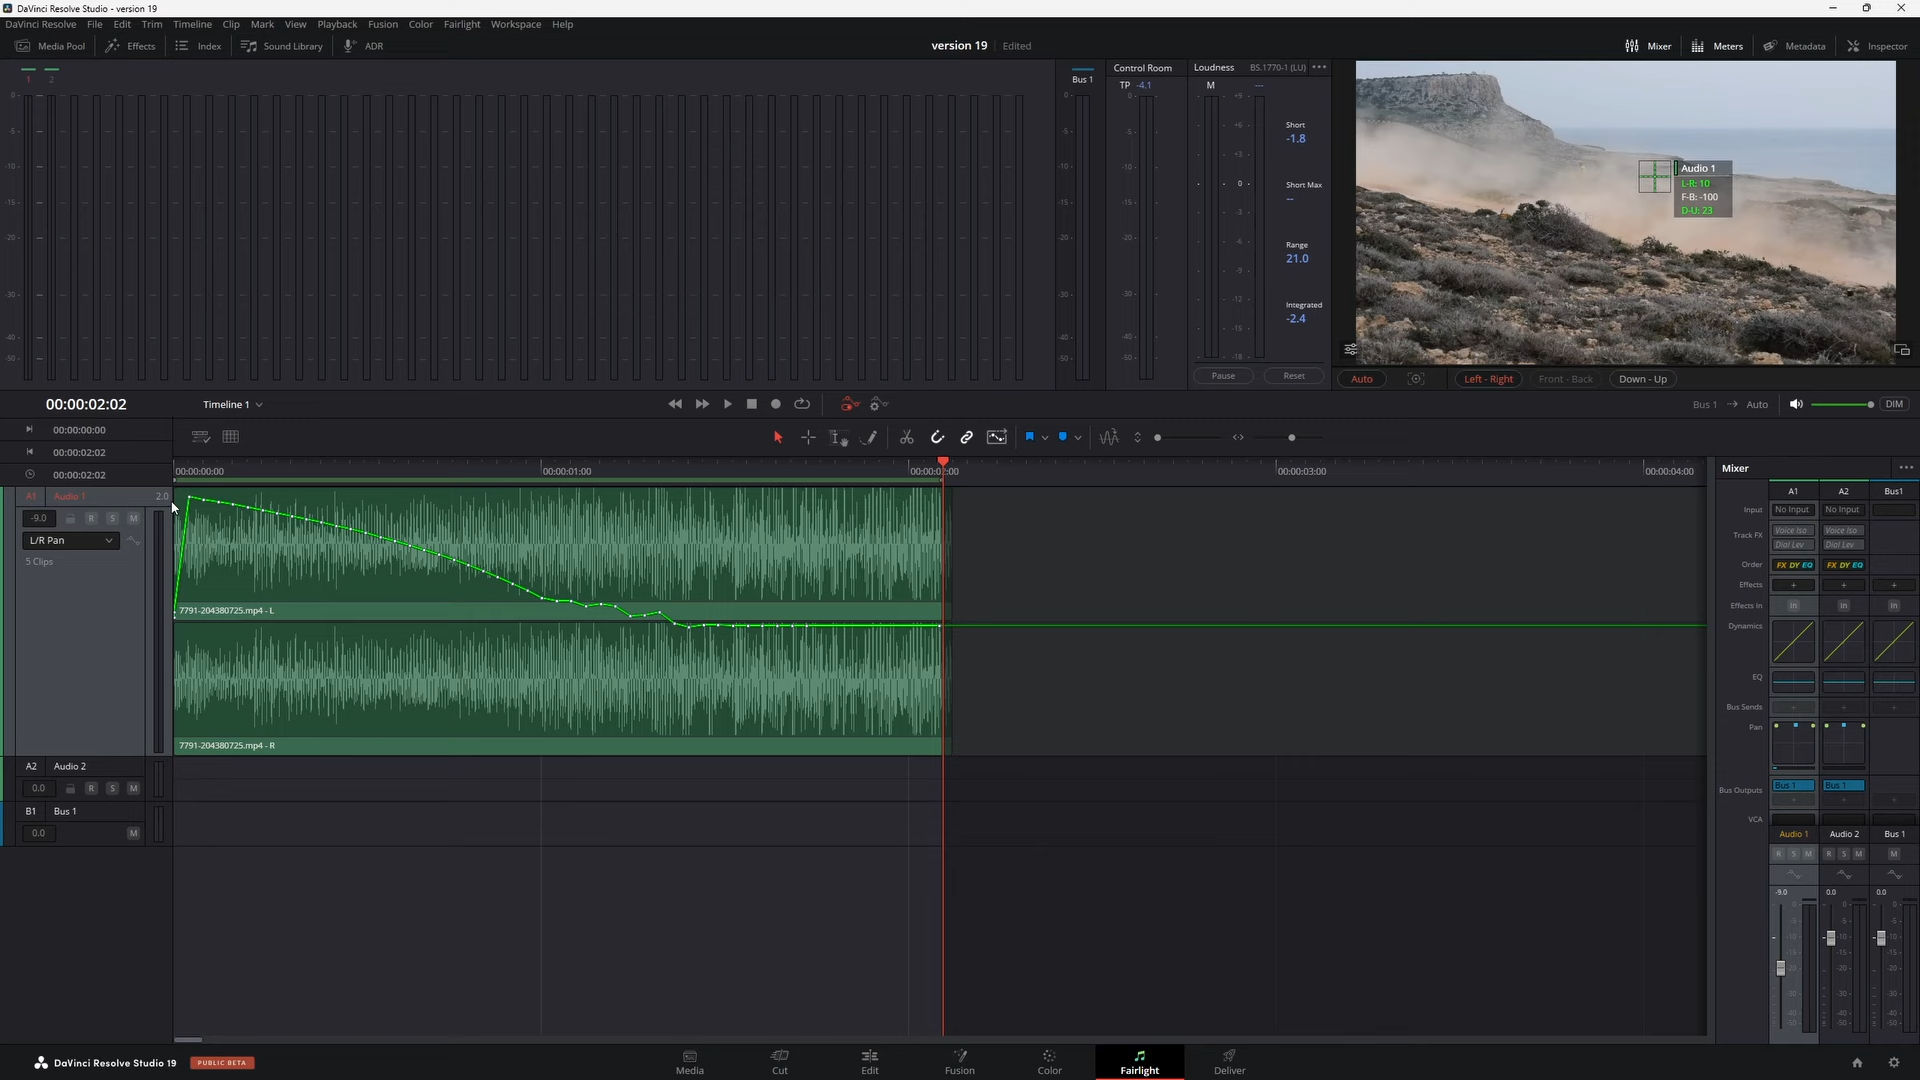 DaVinci Resolve Studio - version 19
DaVinci Resolve File Edit Trim Timeline Clip Mark View Playback Fusion Color Fairlight Workspace Help
Media Pool Effects Index Sound Library ADR version 19 Edited Mixer Meters Metadata Inspector
1 2 Bus 1 Control Room Loudness BS.1770-1 (LU)
TP -4.1 M
Short
-1.8
Short Max
--
Range
21.0
Integrated
-2.4
Pause Reset
Audio 1
L-R: 10
F-B: -100
D-U: 23
Auto Left - Right Front - Back Down - Up
00:00:02:02 Timeline 1 Bus 1 Auto DIM
00:00:00:00
00:00:02:02
00:00:02:02
00:00:00:00 00:00:01:00 00:00:02:00 00:00:03:00 00:00:04:00
A1 Audio 1 2.0
-9.0 R S M
L/R Pan
5 Clips
7791-204380725.mp4 - L
7791-204380725.mp4 - R
A2 Audio 2
0.0 R S M
B1 Bus 1
0.0 M
Mixer
A1 A2 Bus1
Input No Input No Input
Track FX Voice Iso Voice Iso
Dial Lev Dial Lev
Order FX DY EQ FX DY EQ
Effects
Effects In In In In
Dynamics
EQ
Bus Sends
Pan
Bus Outputs Bus 1 Bus 1
VCA
Audio 1 Audio 2 Bus 1
R S M R S M M
-9.0 0.0 0.0
DaVinci Resolve Studio 19 PUBLIC BETA
Media Cut Edit Fusion Color Fairlight Deliver